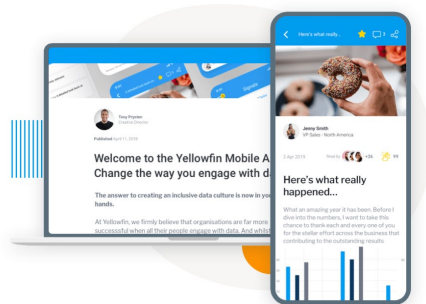 Tony Prynter
Creative Director
Published April 11, 2019
Welcome to the Yellowfin Mobile A
Change the way you engage with d
The answer to creating an inclusive data culture is now in you
hands.
At Yellowfin, we firmly believe that organisations are far more
successful when all their people engage with data. And whilst
Here's what really...
5
Jenny Smith
VP Sales - North America
2 Apr 2019
Read by
+36
99
Here's what really
happened...
What an amazing year it has been. Before I
dive into the numbers, I want to take this
chance to thank each and every one of you
for the stellar effort across the business that
contributing to the outstanding results